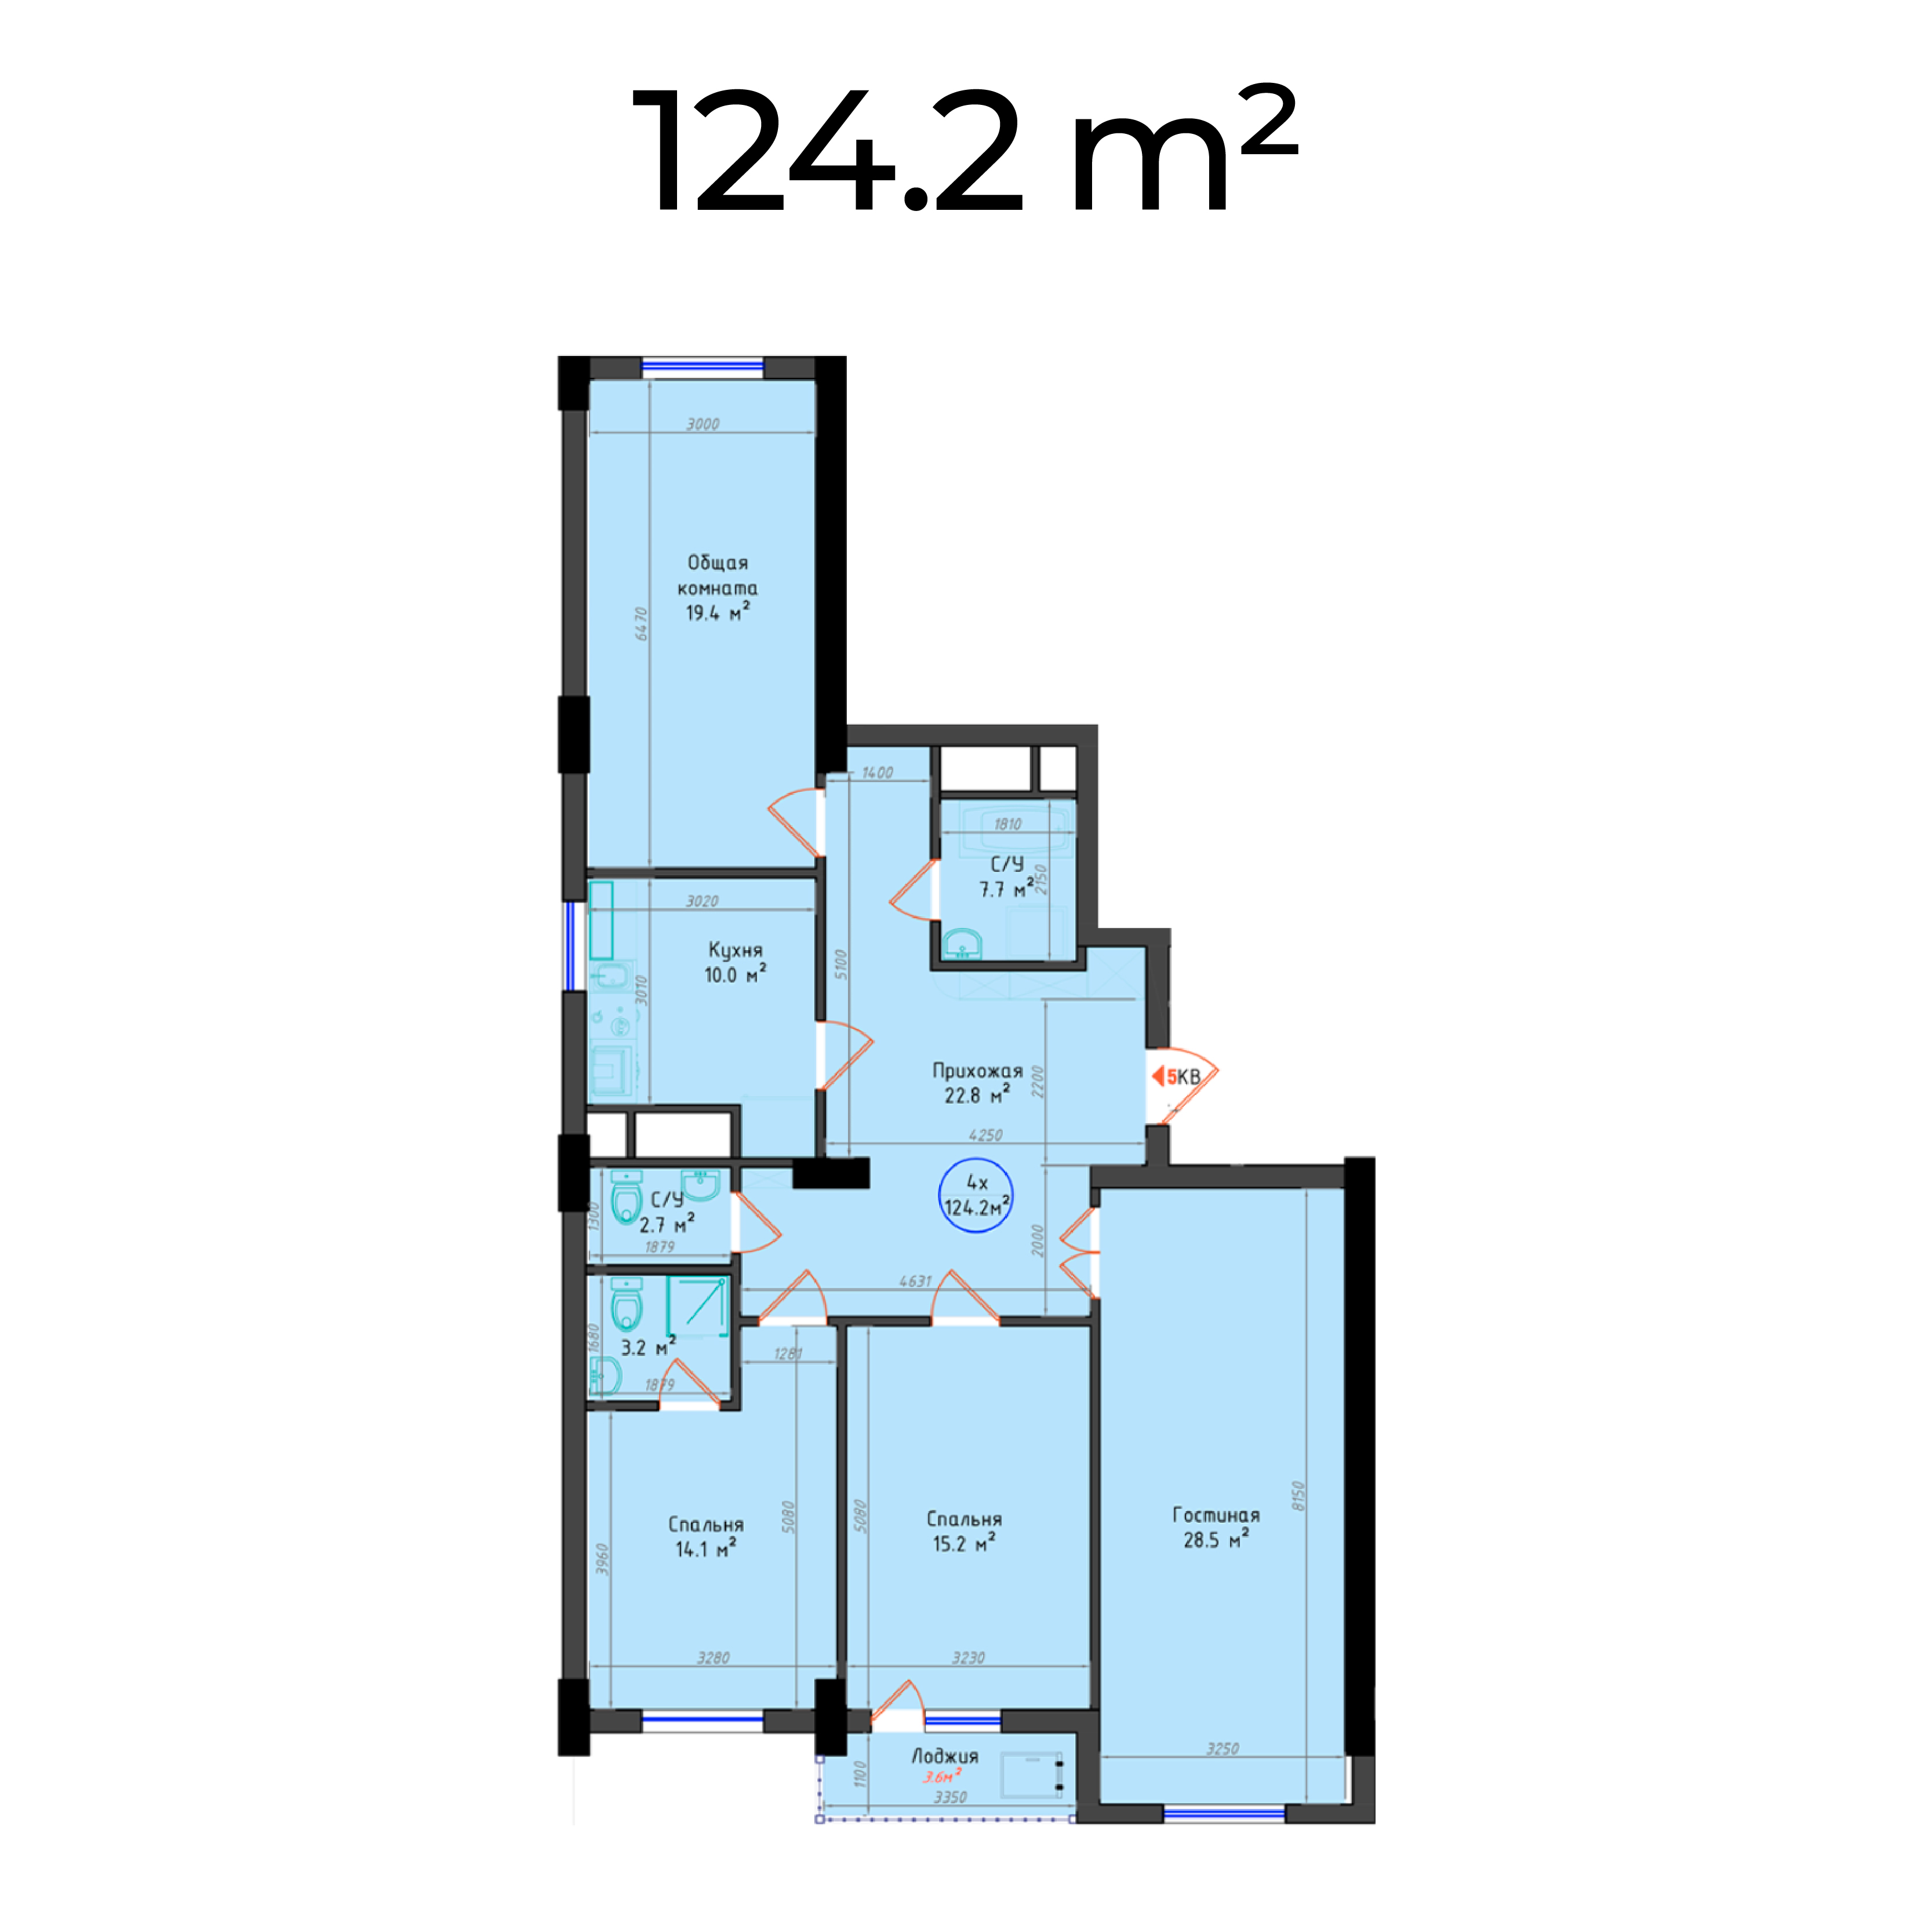 124.2 m²
3000
Общая
комната
19.4 м²
6470
1400
1810
С/У
7.7 м²
2150
3020
Кухня
10.0 м²
3010
5100
Прихожая
22.8 м²
2200
5КВ
4250
4х
124.2м²
С/У
2.7 м²
1300
1879
2000
4631
3.2 м²
1680
1879
1281
Спальня
14.1 м²
3960
5080
3280
Спальня
15.2 м²
5080
3230
Гостиная
28.5 м²
8150
3250
Лоджия
3.6м²
1100
3350